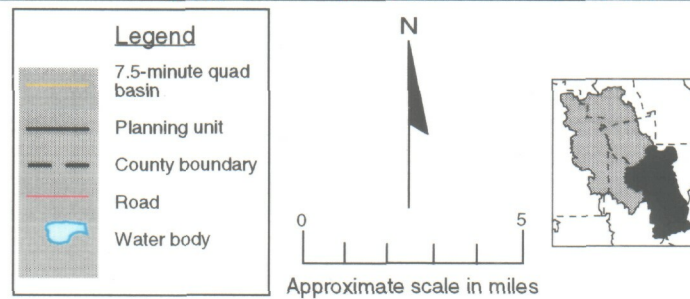 Legend
7.5-minute quad
basin
Planning unit
County boundary
Road
Water body
N
0 5
Approximate scale in miles